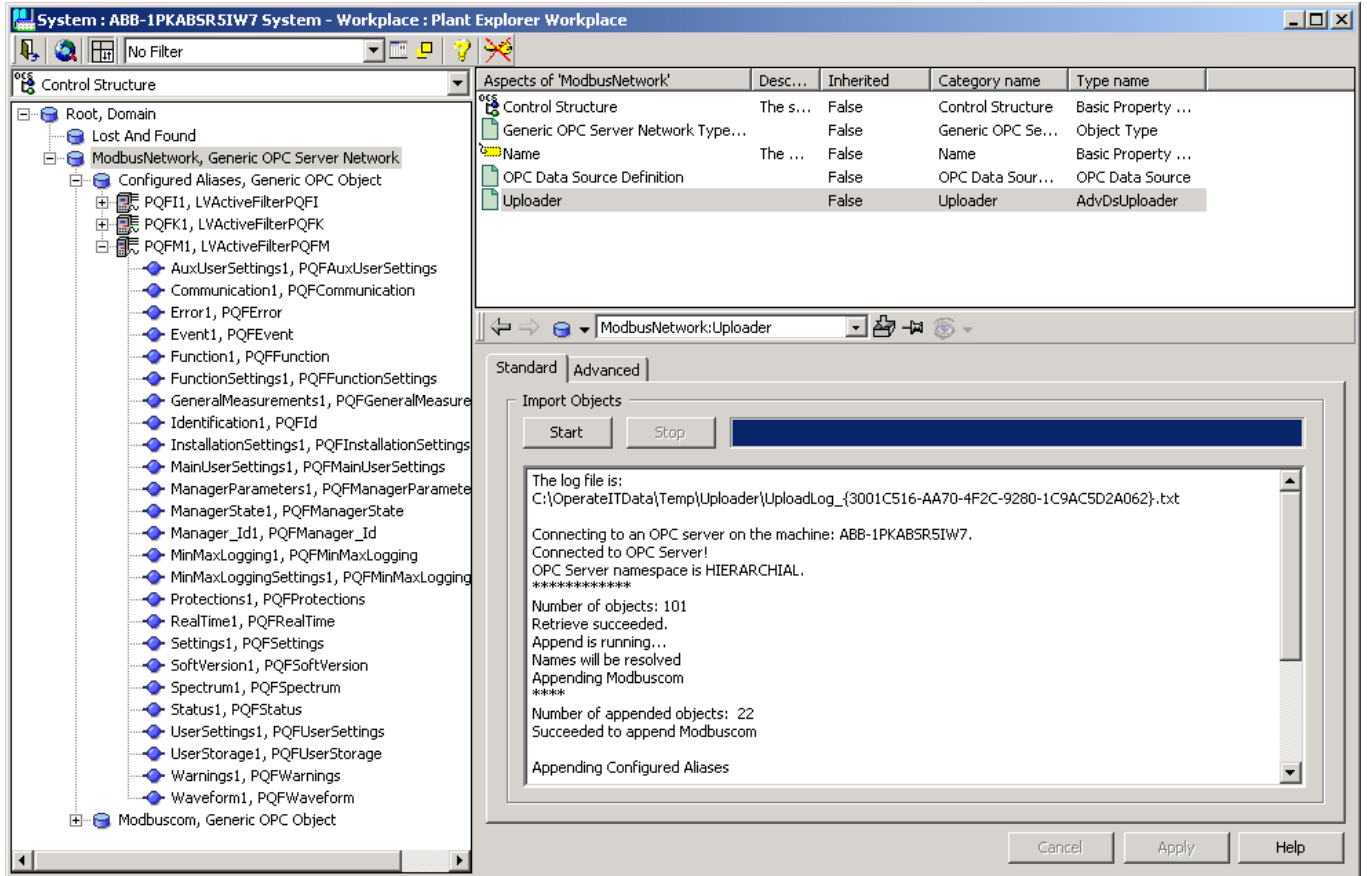 System : ABB-1PKABSR5IW7 System - Workplace : Plant Explorer Workplace
No Filter
Control Structure
Root, Domain
Lost And Found
ModbusNetwork, Generic OPC Server Network
Configured Aliases, Generic OPC Object
PQFI1, LVActiveFilterPQFI
PQFK1, LVActiveFilterPQFK
PQFM1, LVActiveFilterPQFM
AuxUserSettings1, PQFAuxUserSettings
Communication1, PQFCommunication
Error1, PQFError
Event1, PQFEvent
Function1, PQFFunction
FunctionSettings1, PQFFunctionSettings
GeneralMeasurements1, PQFGeneralMeasure
Identification1, PQFId
InstallationSettings1, PQFInstallationSettings
MainUserSettings1, PQFMainUserSettings
ManagerParameters1, PQFManagerParamete
ManagerState1, PQFManagerState
Manager_Id1, PQFManager_Id
MinMaxLogging1, PQFMinMaxLogging
MinMaxLoggingSettings1, PQFMinMaxLogging
Protections1, PQFProtections
RealTime1, PQFRealTime
Settings1, PQFSettings
SoftVersion1, PQFSoftVersion
Spectrum1, PQFSpectrum
Status1, PQFStatus
UserSettings1, PQFUserSettings
UserStorage1, PQFUserStorage
Warnings1, PQFWarnings
Waveform1, PQFWaveform
Modbuscom, Generic OPC Object
Aspects of 'ModbusNetwork' Desc... Inherited Category name Type name
Control Structure The s... False Control Structure Basic Property ...
Generic OPC Server Network Type... False Generic OPC Se... Object Type
Name The ... False Name Basic Property ...
OPC Data Source Definition False OPC Data Sour... OPC Data Source
Uploader False Uploader AdvDsUploader
ModbusNetwork:Uploader
Standard Advanced
Import Objects
Start Stop
The log file is:
C:\OperateITData\Temp\Uploader\UploadLog_{3001C516-AA70-4F2C-9280-1C9AC5D2A062}.txt
Connecting to an OPC server on the machine: ABB-1PKABSR5IW7.
Connected to OPC Server!
OPC Server namespace is HIERARCHIAL.
************
Number of objects: 101
Retrieve succeeded.
Append is running...
Names will be resolved
Appending Modbuscom
****
Number of appended objects: 22
Succeeded to append Modbuscom
Appending Configured Aliases
Cancel Apply Help